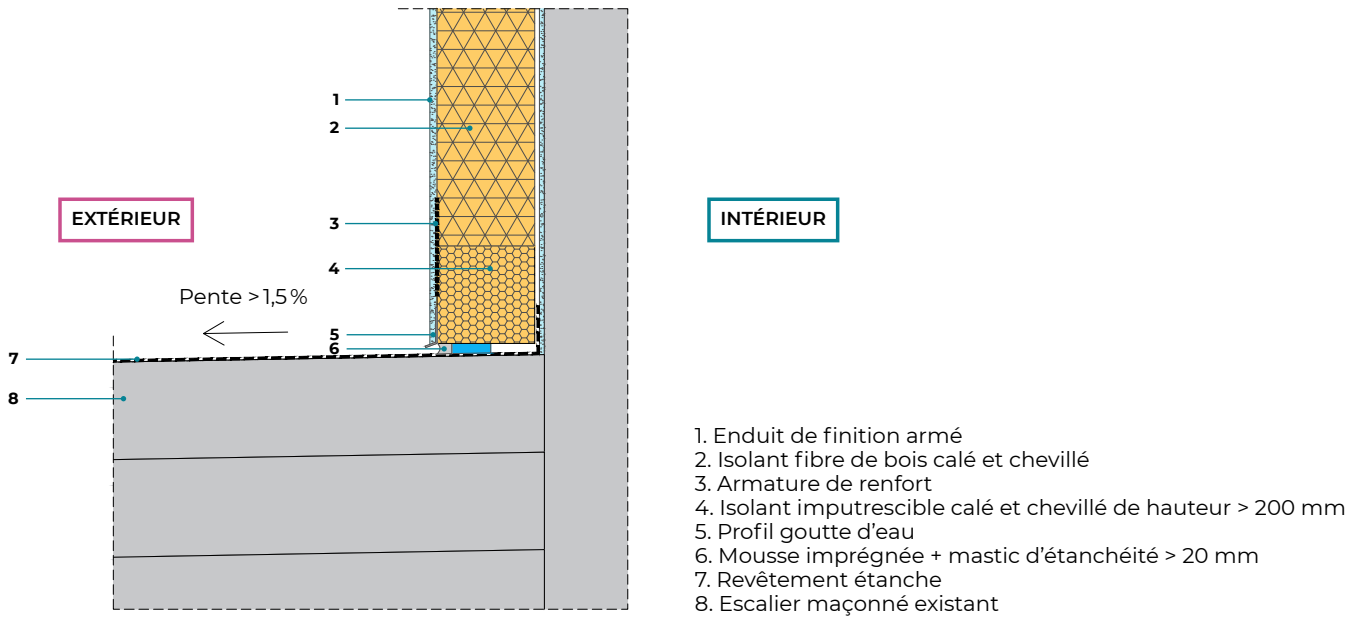 1
2
EXTÉRIEUR
INTÉRIEUR
3
4
Pente > 1,5 %
5
6
7
8
1. Enduit de finition armé
2. Isolant fibre de bois calé et chevillé
3. Armature de renfort
4. Isolant imputrescible calé et chevillé de hauteur > 200 mm
5. Profil goutte d'eau
6. Mousse imprégnée + mastic d'étanchéité > 20 mm
7. Revêtement étanche
8. Escalier maçonné existant